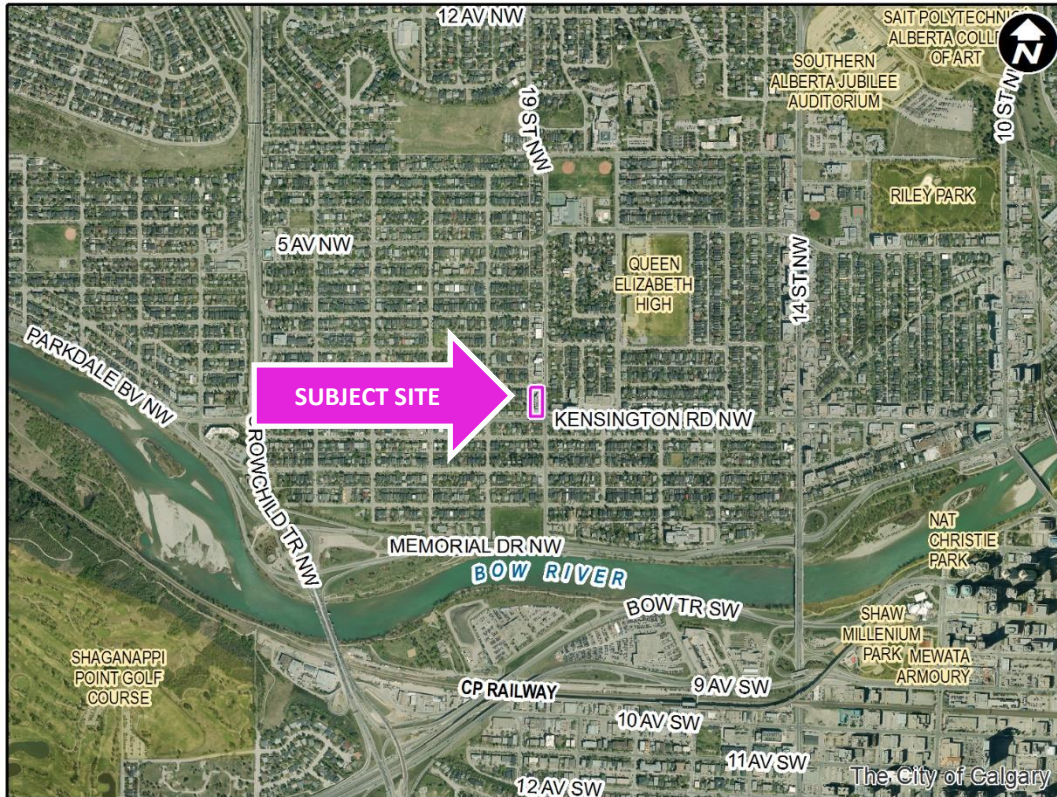 12 AV NW
SAIT POLYTECHNIC
ALBERTA COLL
OF ART
N
SOUTHERN
ALBERTA JUBILEE
AUDITORIUM
10 ST N
19 ST NW
RILEY PARK
5 AV NW
QUEEN
ELIZABETH
HIGH
14 ST NW
PARKDALE BV NW
SUBJECT SITE
KENSINGTON RD NW
ROWCHILD TR NW
MEMORIAL DR NW
BOW RIVER
NAT
CHRISTIE
PARK
BOW TR SW
SHAW
MILLENIUM
PARK
MEWATA
ARMOURY
SHAGANAPPI
POINT GOLF
COURSE
CP RAILWAY
9 AV SW
10 AV SW
11 AV SW
12 AV SW
The City of Calgary